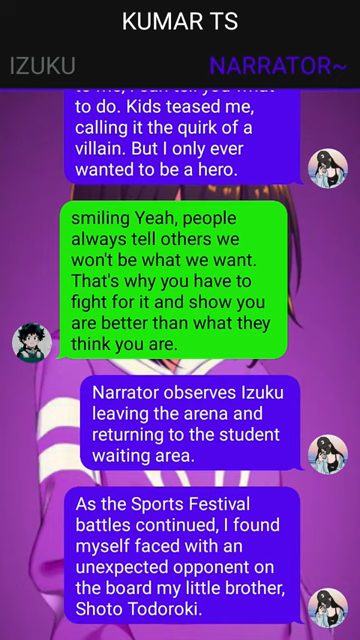 KUMAR TS
IZUKU
NARRATOR~
to do. Kids teased me,
calling it the quirk of a
villain. But I only ever
wanted to be a hero.
smiling Yeah, people
always tell others we
won't be what we want.
That's why you have to
fight for it and show you
are better than what they
think you are.
Narrator observes Izuku
leaving the arena and
returning to the student
waiting area.
As the Sports Festival
battles continued, I found
myself faced with an
unexpected opponent on
the board my little brother,
Shoto Todoroki.